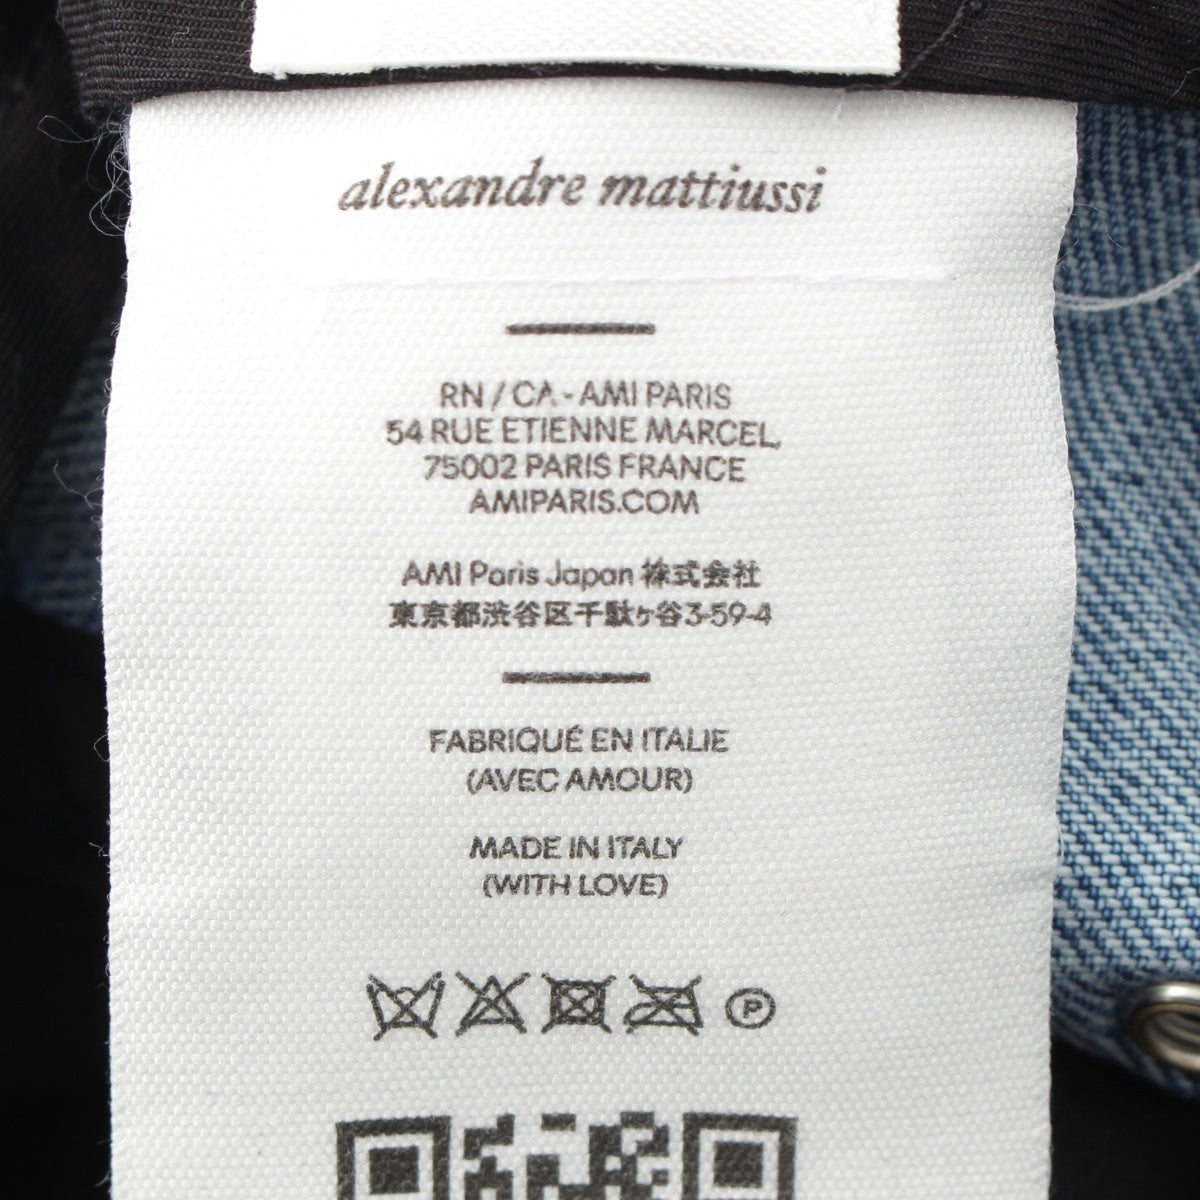 alexandre mattiussi
RN / CA - AMI PARIS
54 RUE ETIENNE MARCEL,
75002 PARIS FRANCE
AMIPARIS.COM
AMI Paris Japan 株式会社
東京都渋谷区千駄ヶ谷3-59-4
FABRIQUÉ EN ITALIE
(AVEC AMOUR)
MADE IN ITALY
(WITH LOVE)
P